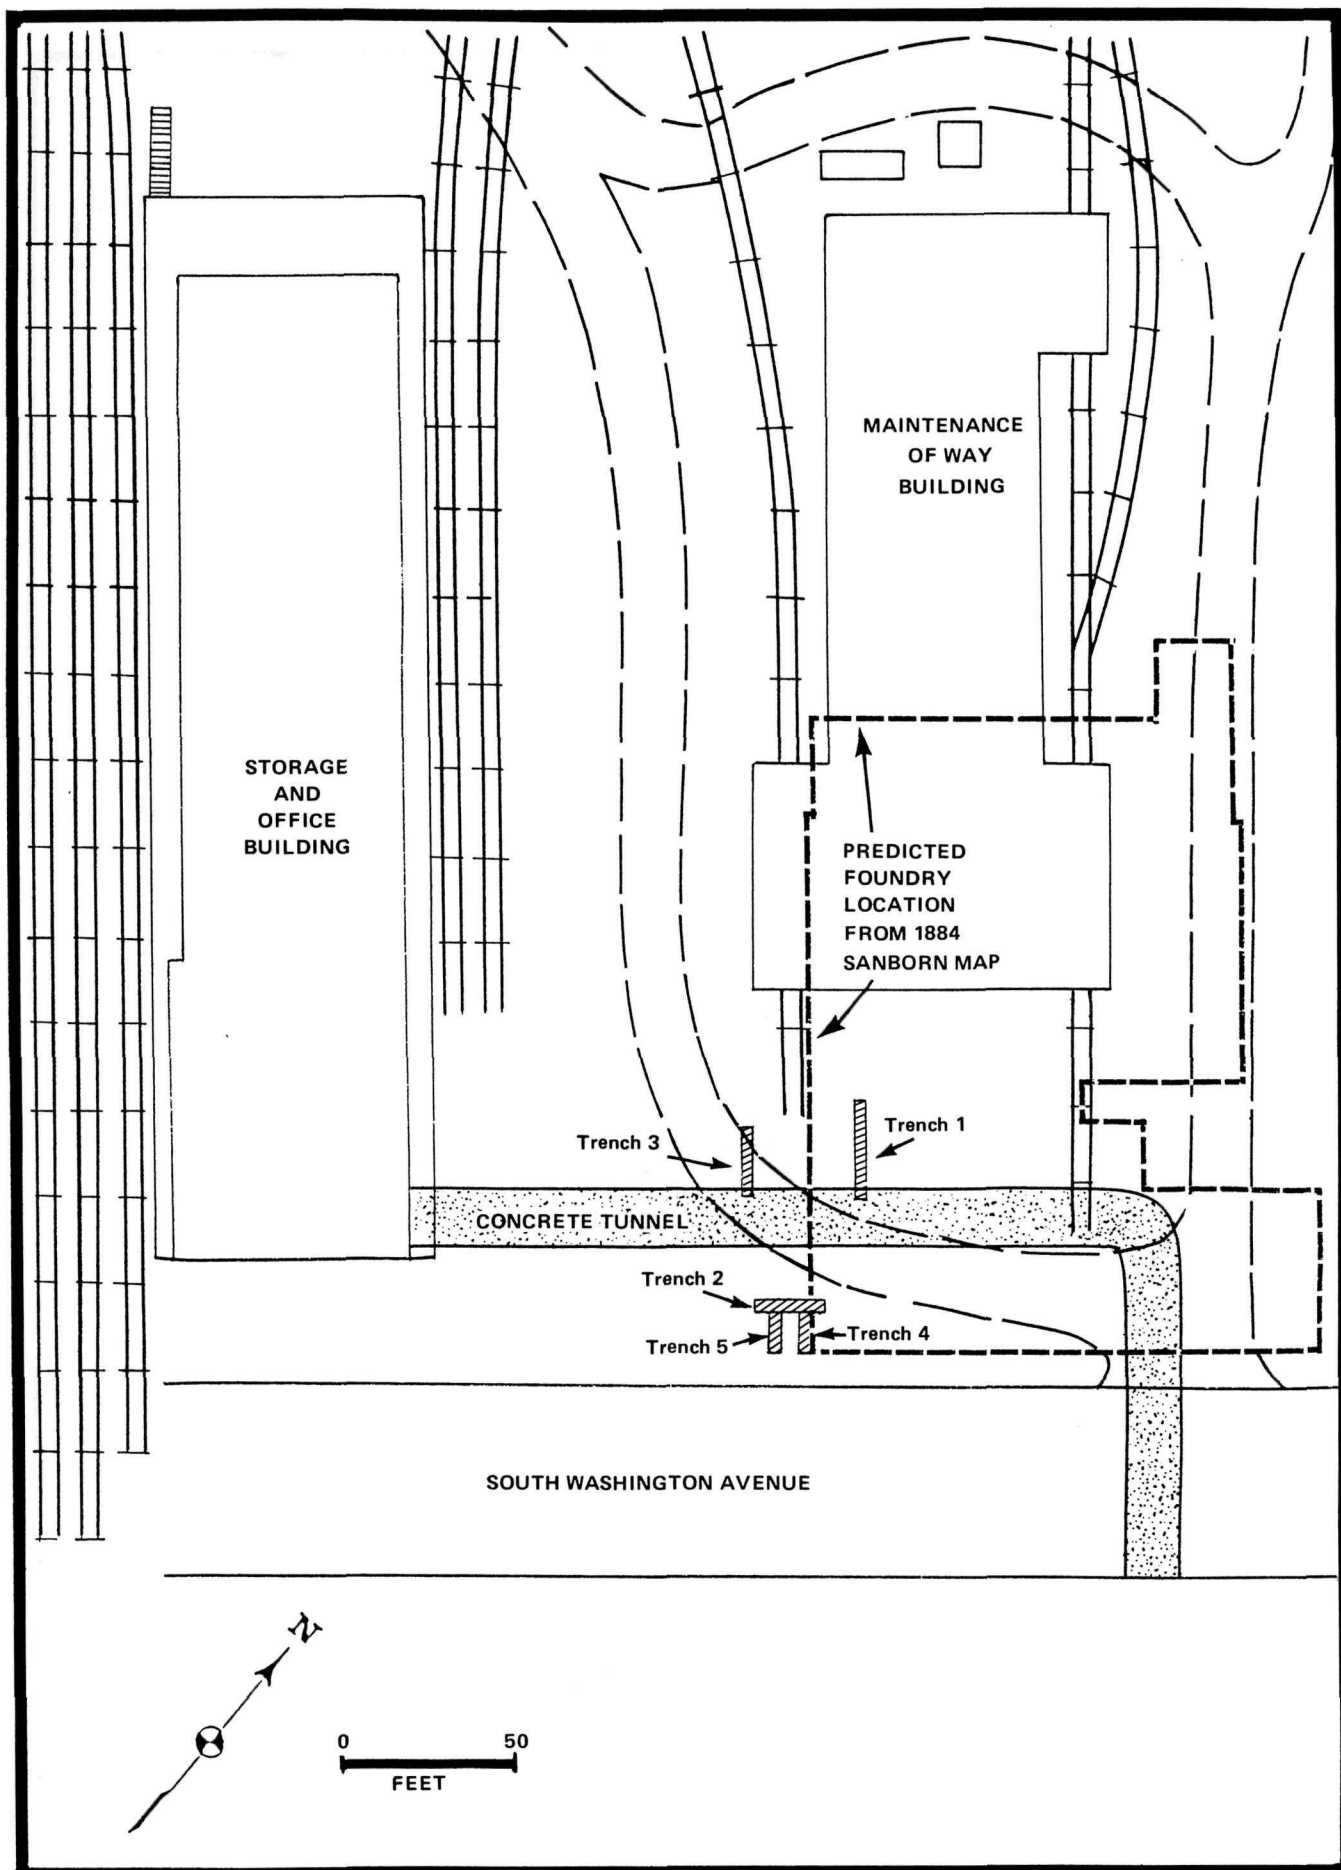 MAINTENANCE
OF WAY
BUILDING
STORAGE
AND
OFFICE
BUILDING
PREDICTED
FOUNDRY
LOCATION
FROM 1884
SANBORN MAP
Trench 3
Trench 1
CONCRETE TUNNEL
Trench 2
Trench 5
Trench 4
SOUTH WASHINGTON AVENUE
N
0 50
FEET